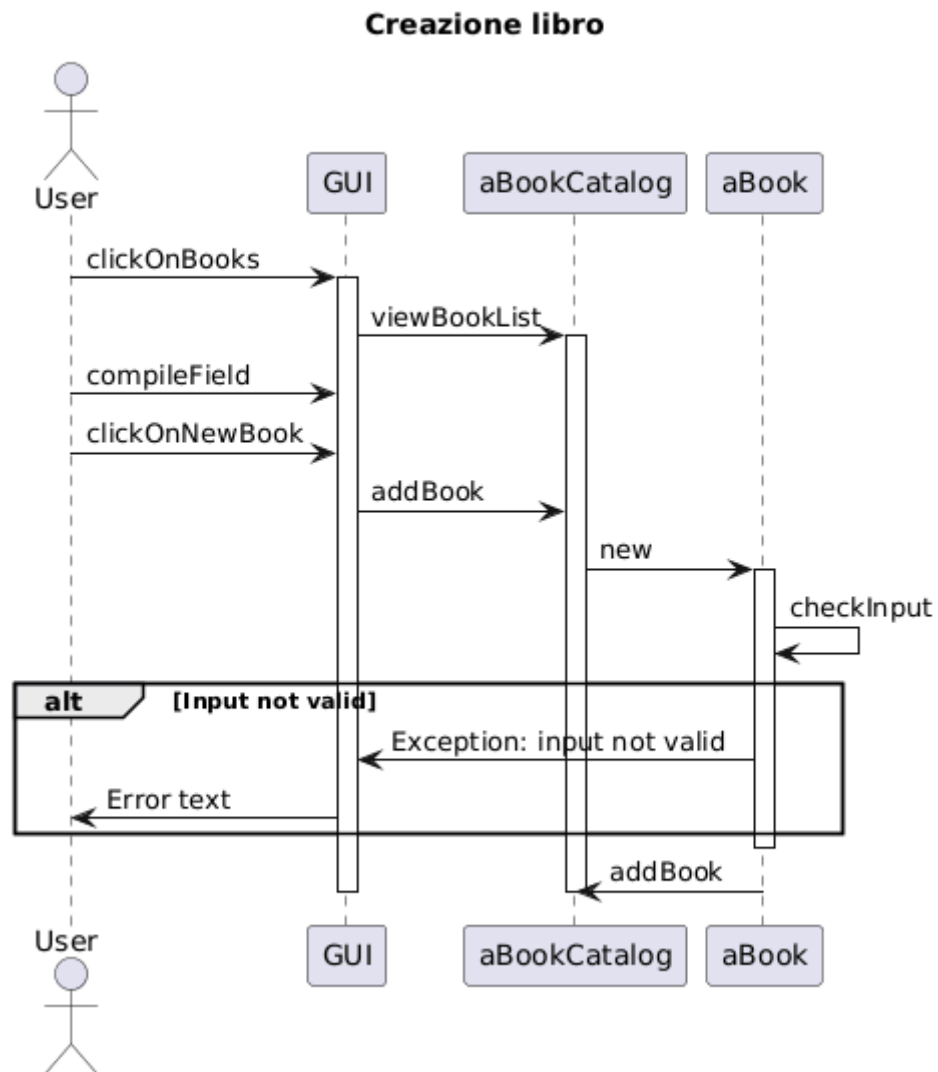 Creazione libro
User
GUI
aBookCatalog
aBook
clickOnBooks
viewBookList
compileField
clickOnNewBook
addBook
new
checkInput
alt
[Input not valid]
Exception: input not valid
Error text
addBook
User
GUI
aBookCatalog
aBook